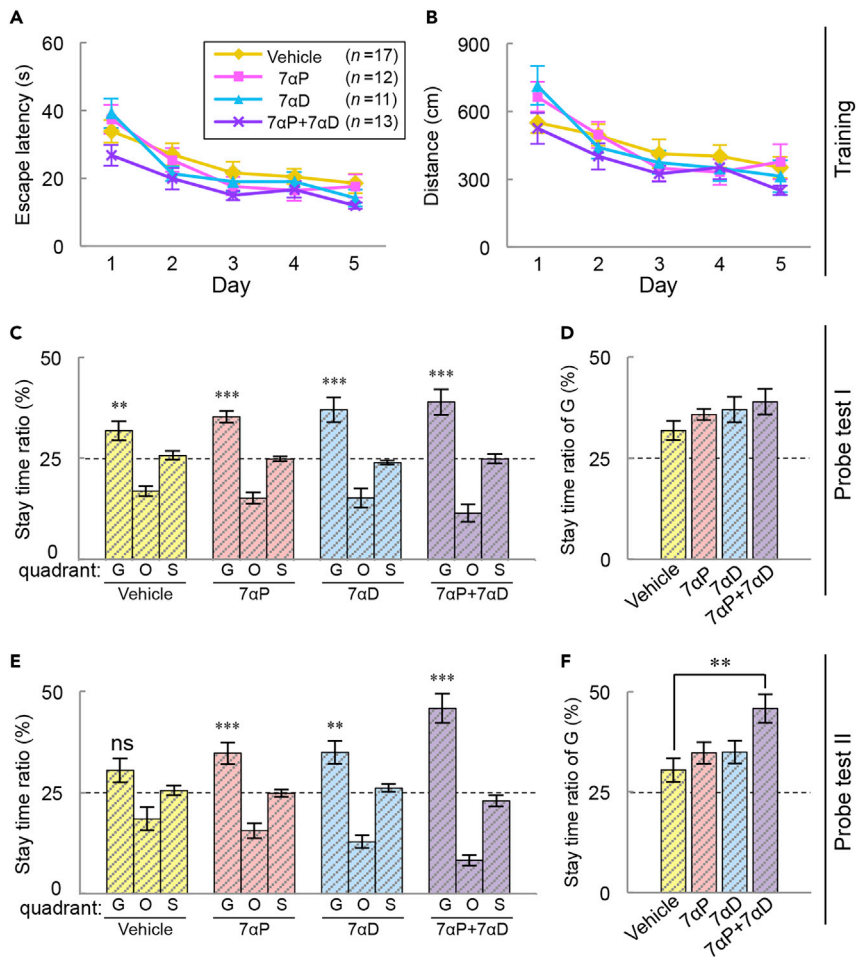 A
Escape latency (s)
60
40
20
0
1 2 3 4 5
Day
Vehicle (n=17)
7αP (n=12)
7αD (n=11)
7αP+7αD (n=13)
B
Distance (cm)
900
600
300
0
1 2 3 4 5
Day
Training
C
Stay time ratio (%)
50
25
0
** *** *** ***
quadrant: G O S G O S G O S G O S
Vehicle 7αP 7αD 7αP+7αD
D
Stay time ratio of G (%)
50
25
0
Vehicle
7αP
7αD
7αP+7αD
Probe test I
E
Stay time ratio (%)
50
25
0
ns *** ** ***
quadrant: G O S G O S G O S G O S
Vehicle 7αP 7αD 7αP+7αD
F
Stay time ratio of G (%)
50
25
0
**
Vehicle
7αP
7αD
7αP+7αD
Probe test II